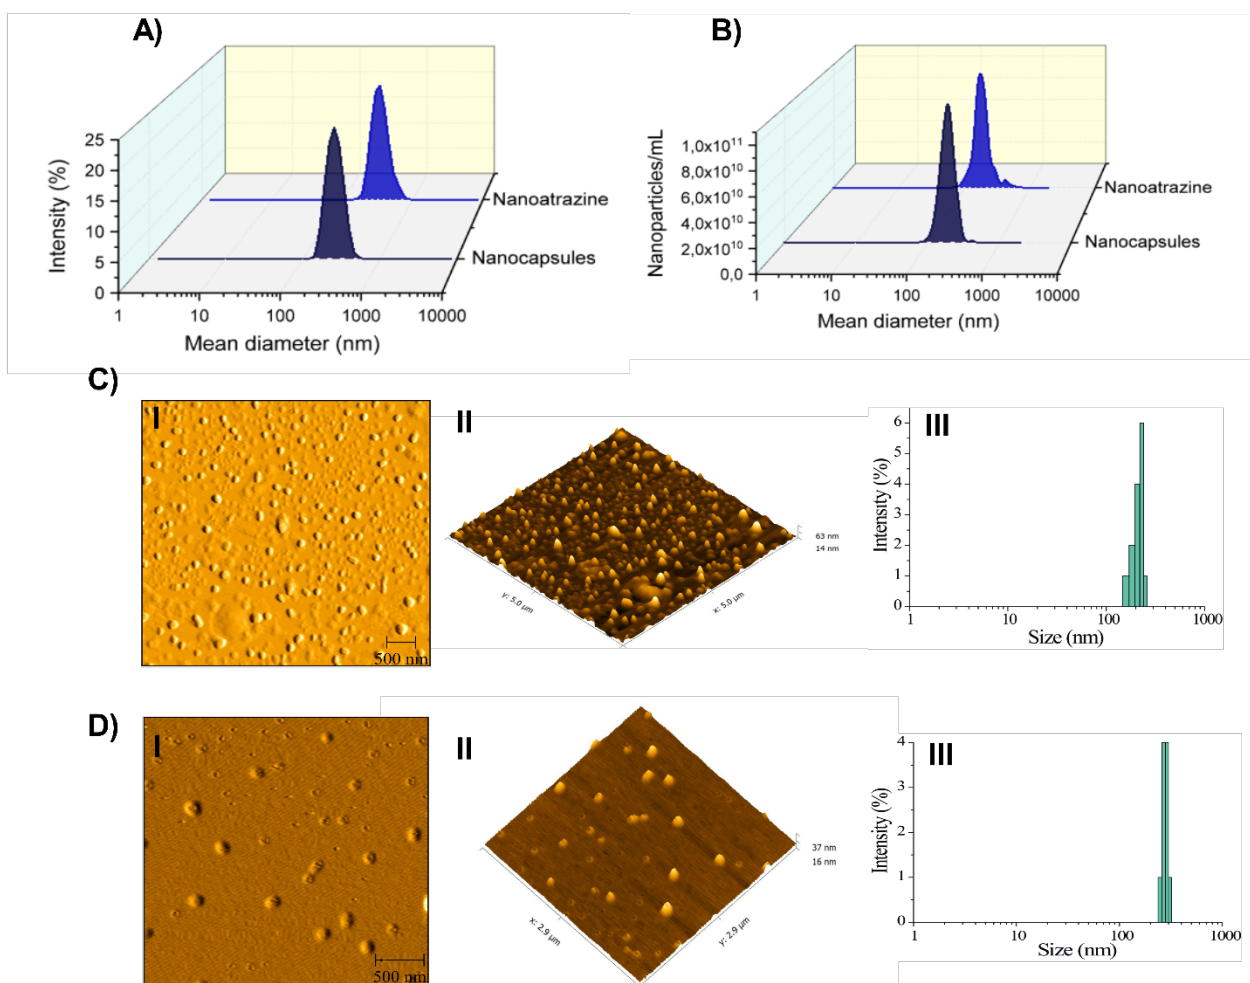 A)
Intensity (%)
25
20
15
10
5
0
1
10
100
1000
10000
Mean diameter (nm)
Nanoatrazine
Nanocapsules
B)
Nanoparticles/mL
1,0x10¹¹
8,0x10¹⁰
6,0x10¹⁰
4,0x10¹⁰
2,0x10¹⁰
0,0
1
10
100
1000
10000
Mean diameter (nm)
Nanoatrazine
Nanocapsules
C)
I
500 nm
II
63 nm
14 nm
y: 5.0 µm
x: 5.0 µm
III
Intensity (%)
6
5
4
3
2
1
0
1
10
100
1000
Size (nm)
D)
I
500 nm
II
37 nm
16 nm
x: 2.9 µm
y: 2.9 µm
III
Intensity (%)
4
3
2
1
0
1
10
100
1000
Size (nm)